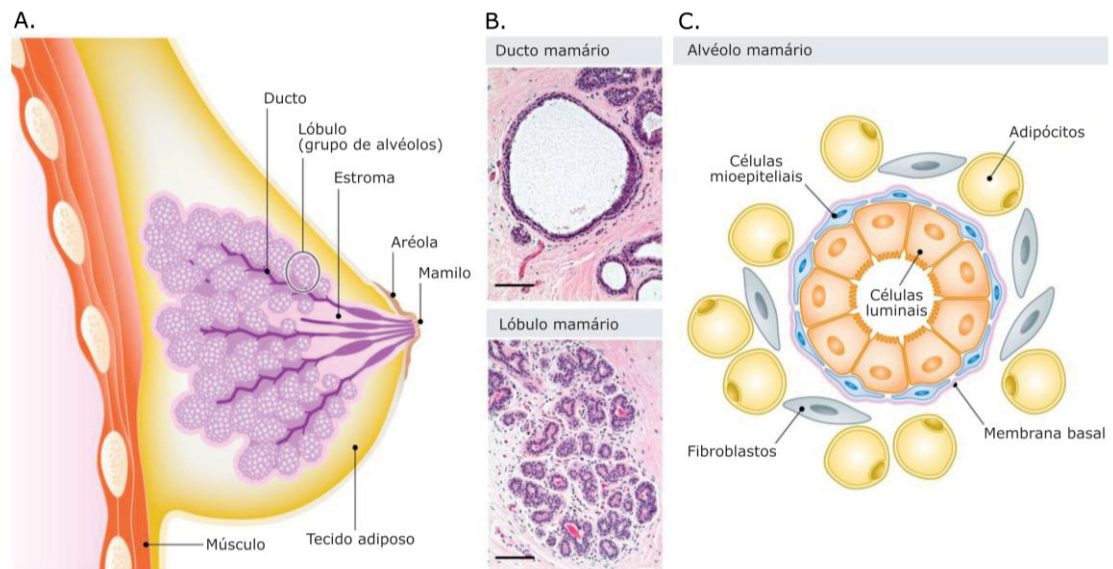 A.
Ducto
Lóbulo
(grupo de alvéolos)
Estroma
Aréola
Mamilo
Músculo
Tecido adiposo
B.
Ducto mamário
Lóbulo mamário
C.
Alvéolo mamário
Adipócitos
Células
mioepiteliais
Células
luminais
Fibroblastos
Membrana basal